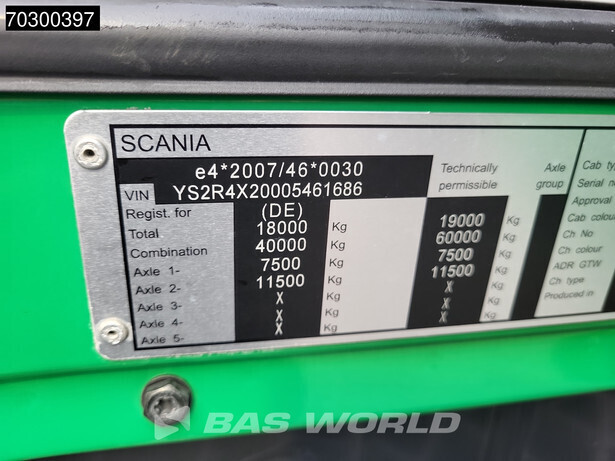 70300397
SCANIA
e4*2007/46*0030
VIN YS2R4X20005461686
Technically permissible
Axle group
Regist. for (DE)
Total 18000 Kg 19000 Kg
Combination 40000 Kg 60000 Kg
Axle 1- 7500 Kg 7500 Kg
Axle 2- 11500 Kg 11500 Kg
Axle 3- X Kg X Kg
Axle 4- X Kg X Kg
Axle 5- X Kg X Kg
Cab type
Serial
Approval
Cab colour
Ch No
Ch colour
ADR GTW
Ch type
Produced in
BAS WORLD